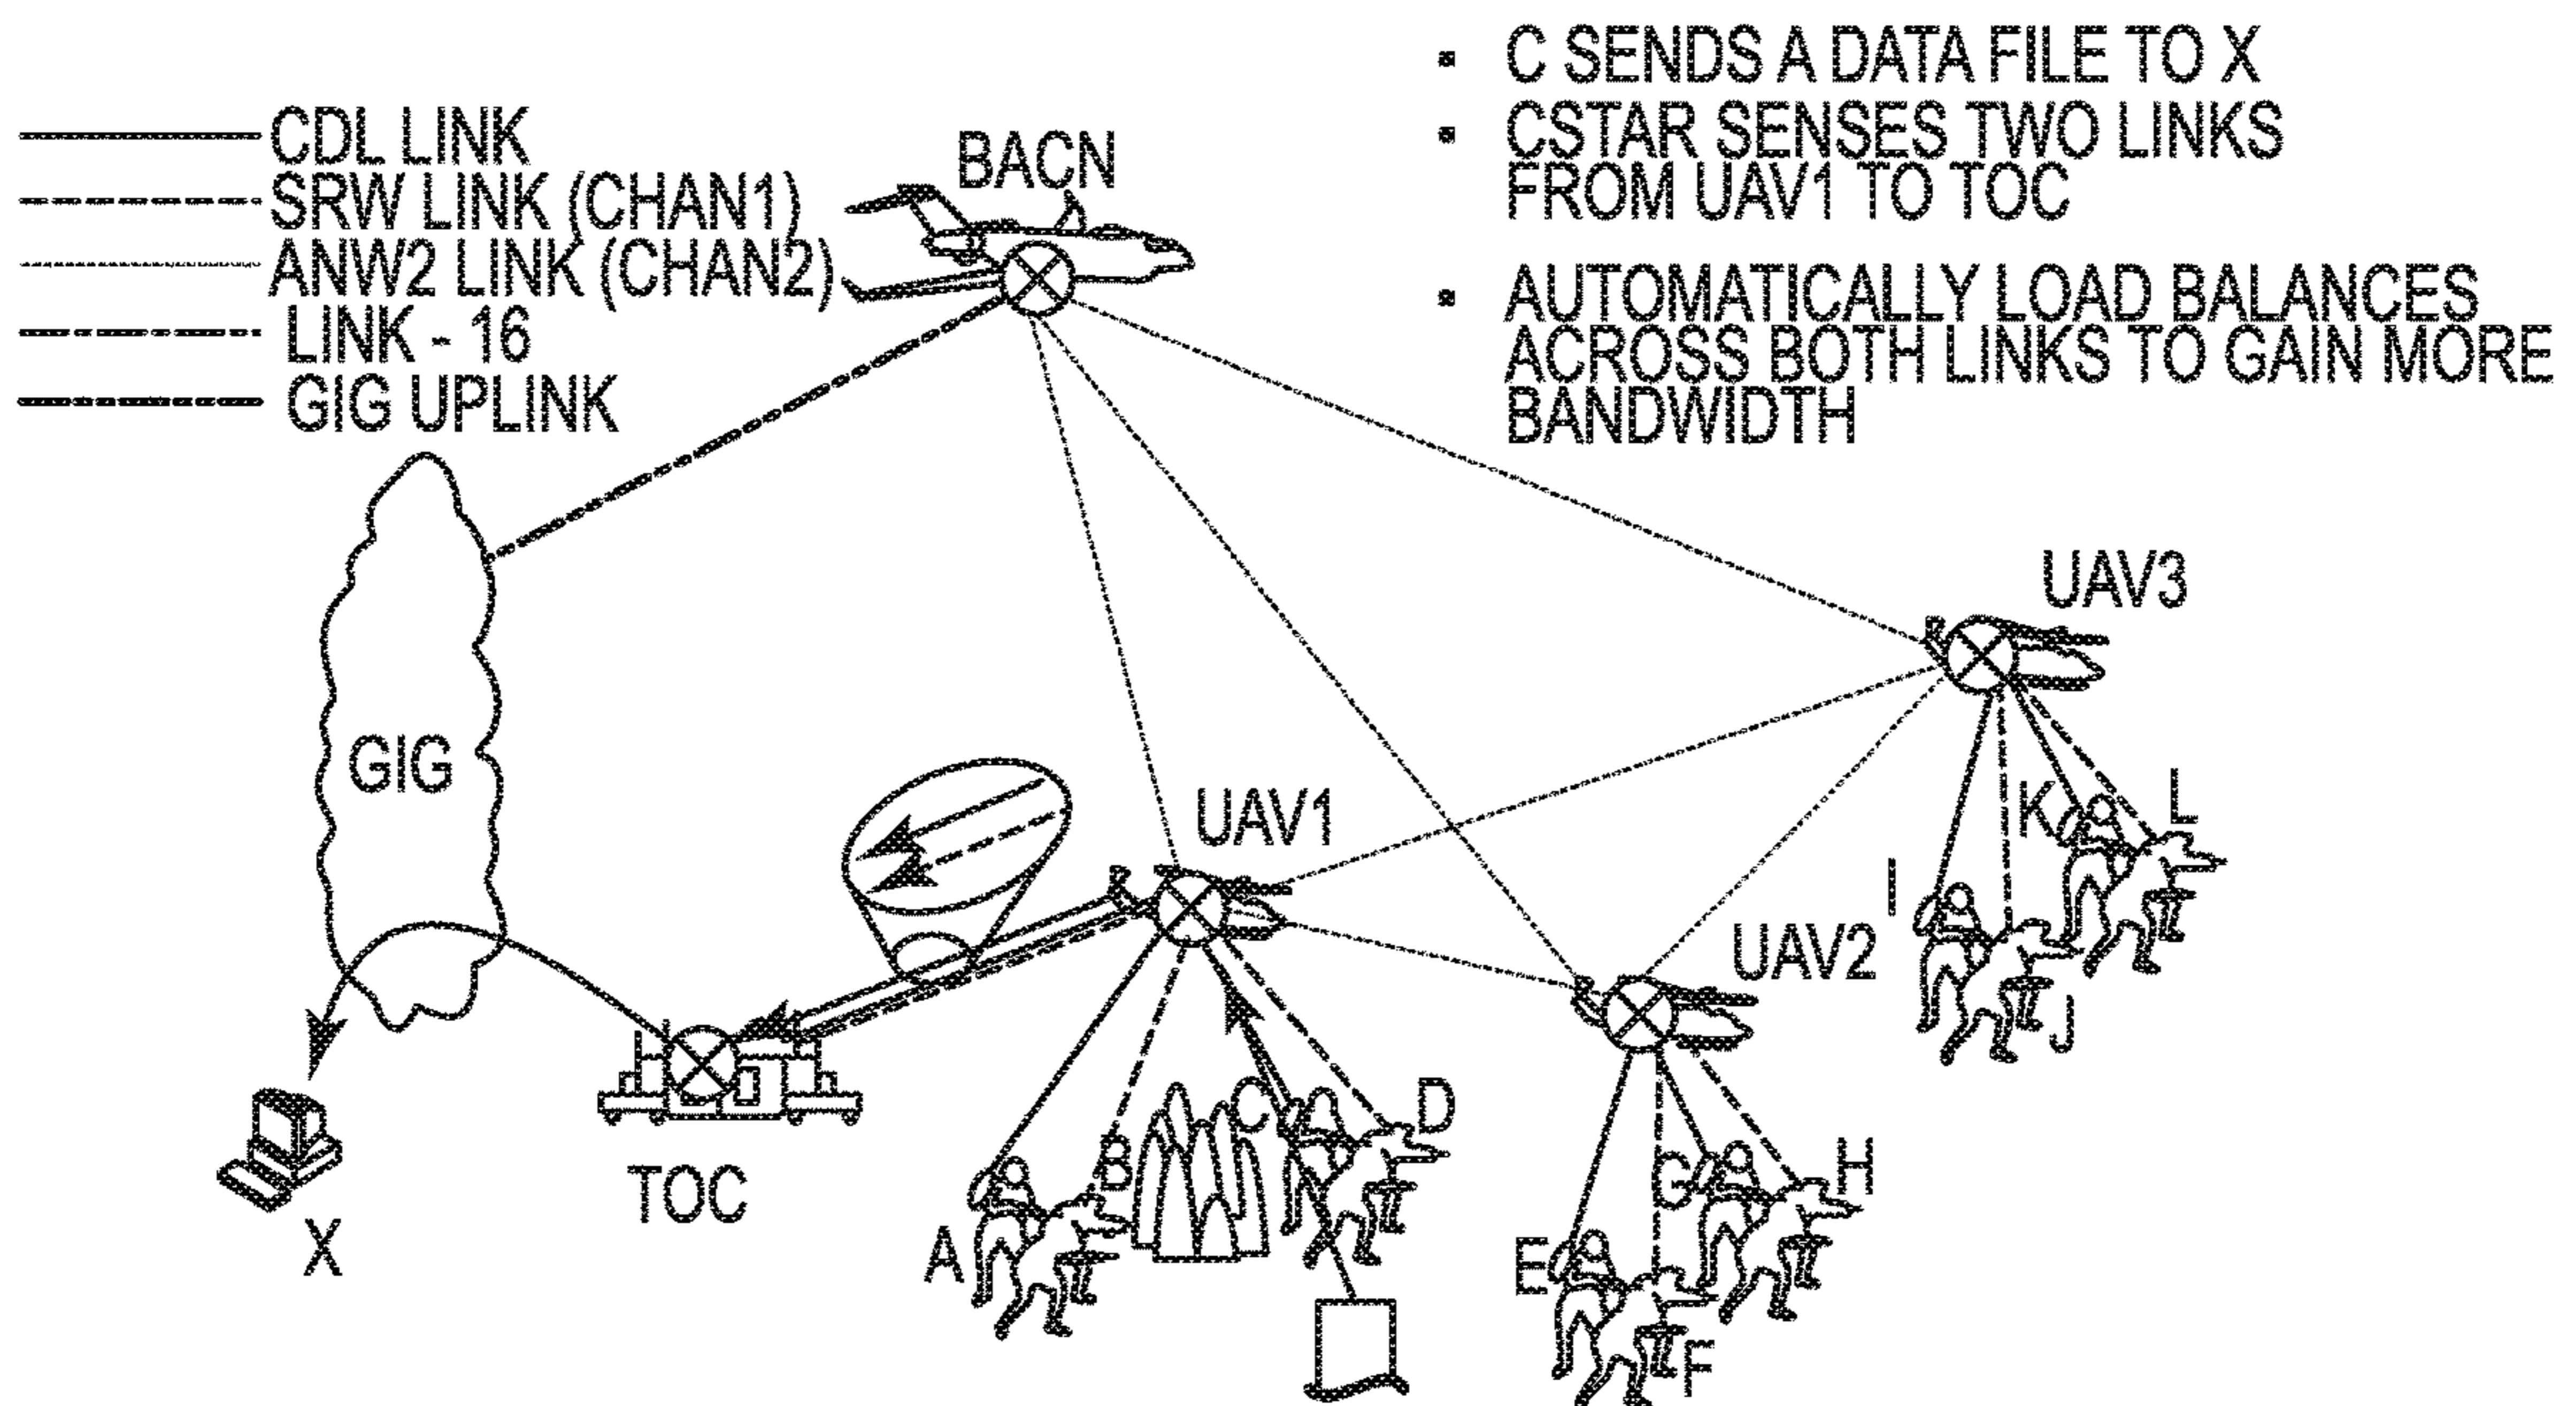 CDL LINK
SRW LINK (CHAN1)
ANW2 LINK (CHAN2)
LINK - 16
GIG UPLINK
BACN
▪ C SENDS A DATA FILE TO X
▪ CSTAR SENSES TWO LINKS
FROM UAV1 TO TOC
▪ AUTOMATICALLY LOAD BALANCES
ACROSS BOTH LINKS TO GAIN MORE
BANDWIDTH
UAV3
GIG
UAV1
K
L
I
UAV2
J
C
D
B
TOC
A
X
G
H
E
F